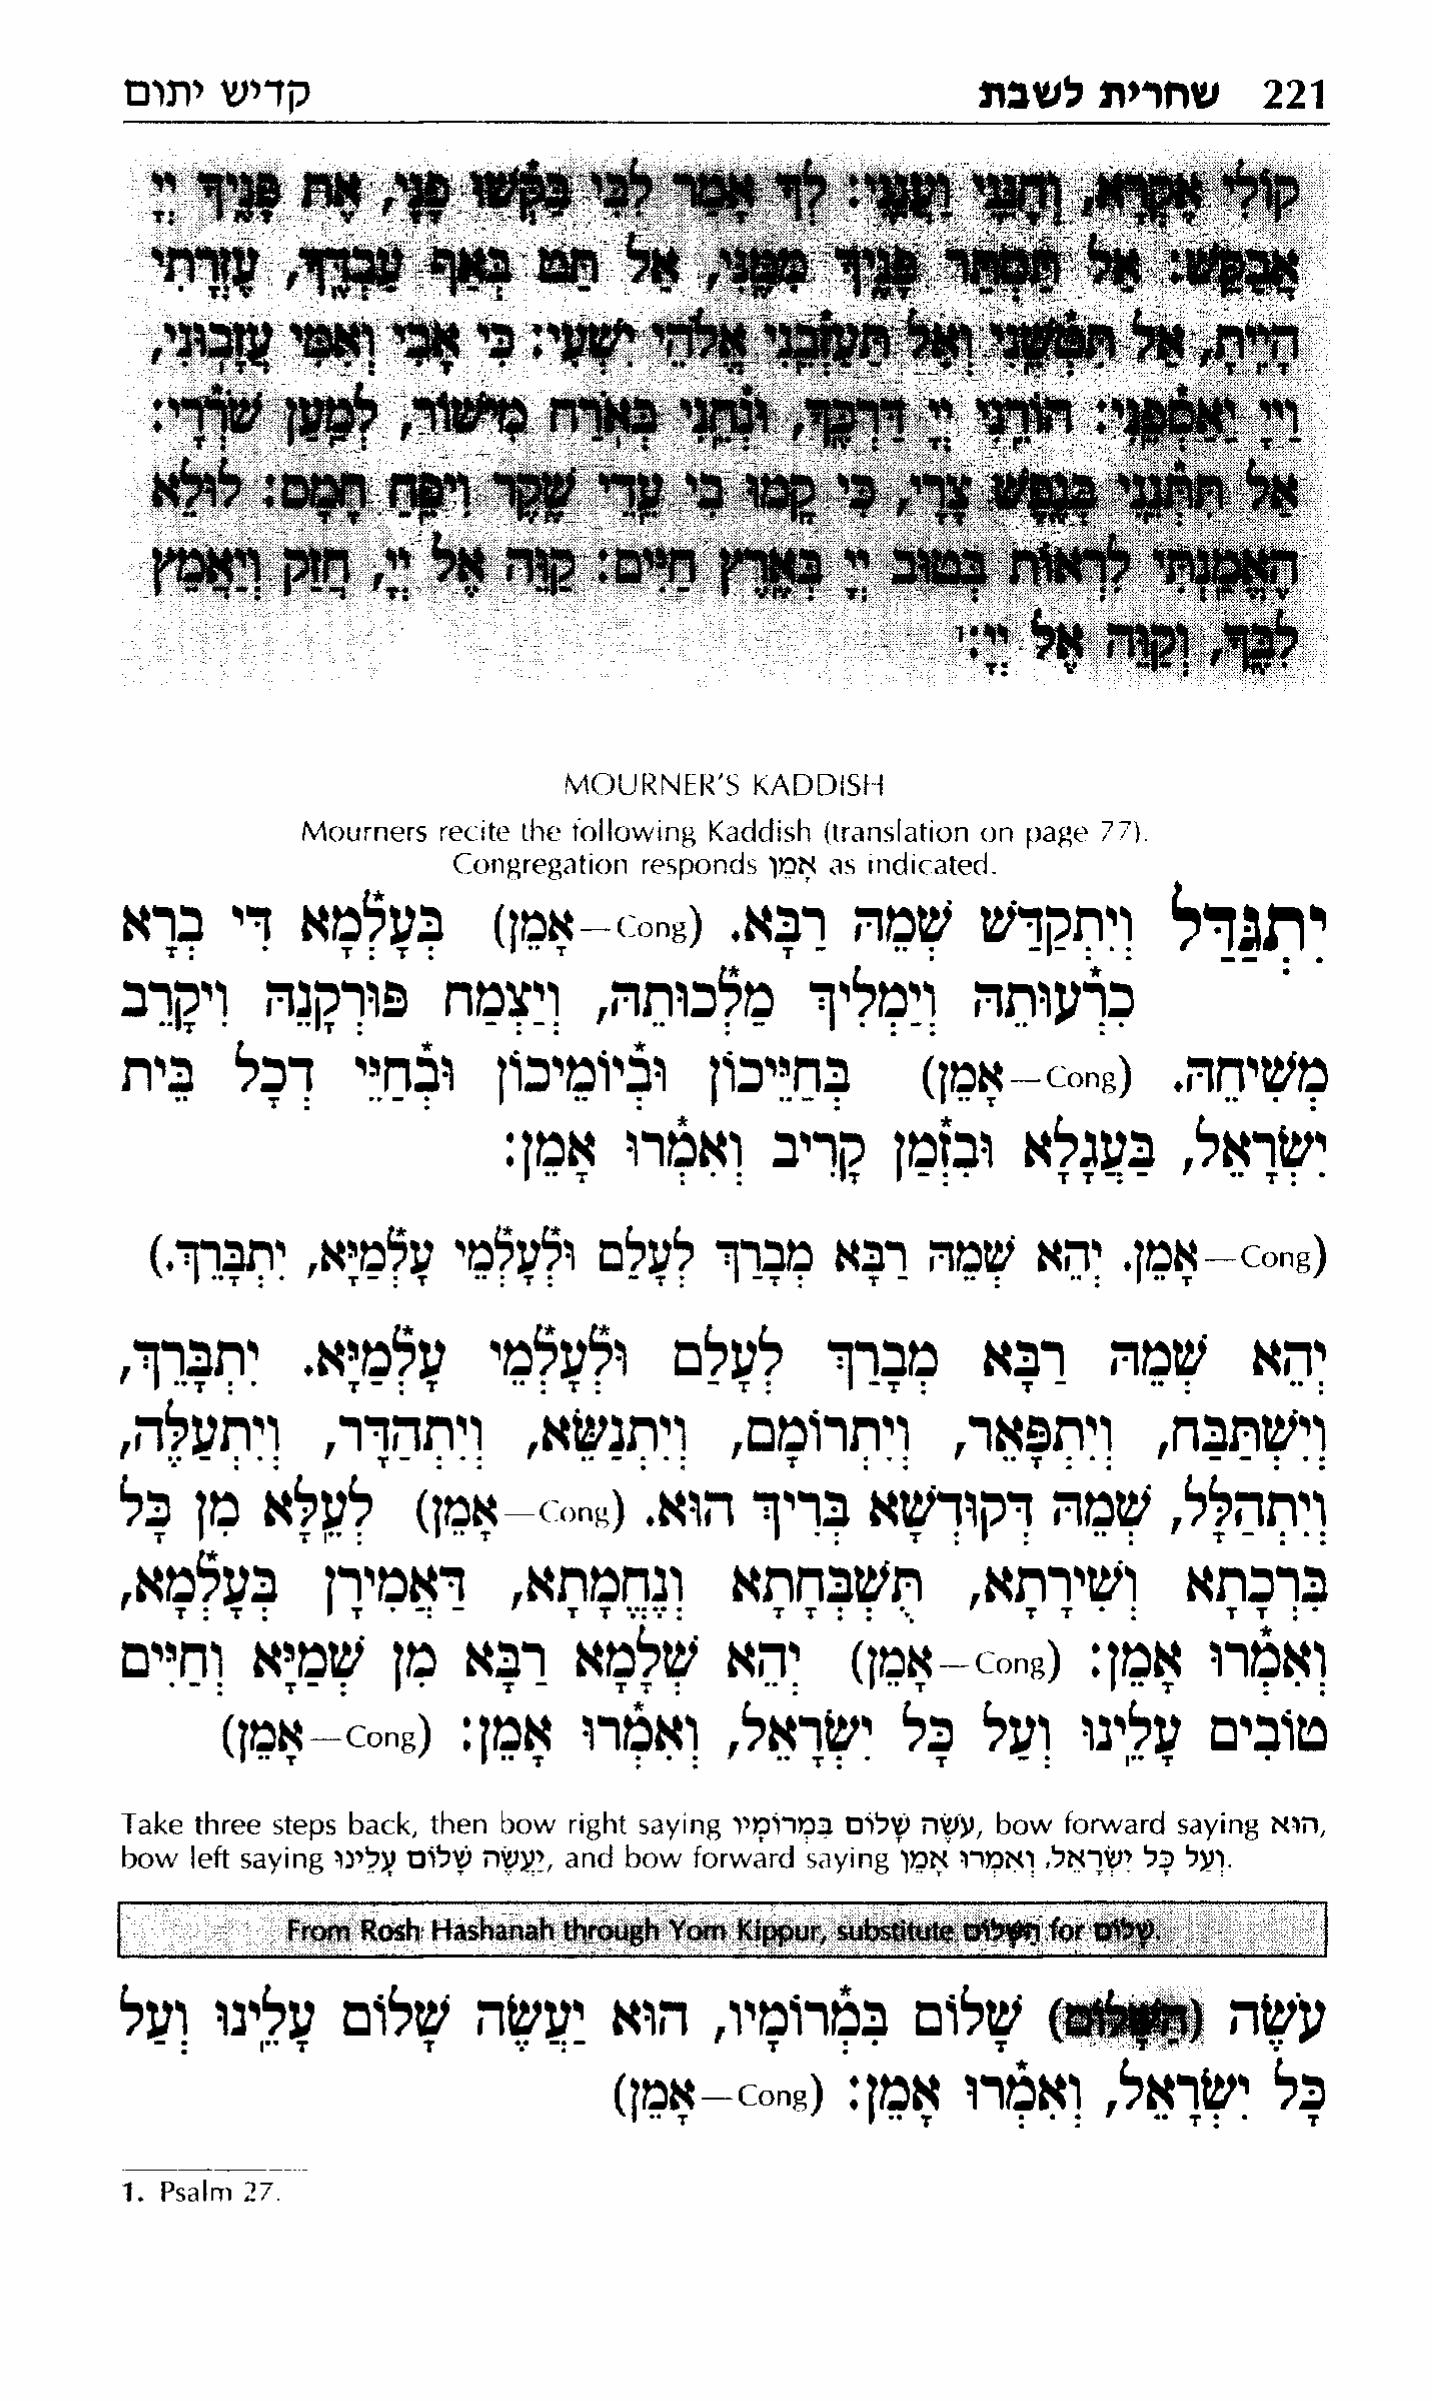 221 שחרית לשבת קדיש יתום
קוֹלִי אֶקְרָא, וְחָנֵּנִי וַעֲנֵנִי: לְךָ אָמַר לִבִּי בַּקְּשׁוּ פָנָי, אֶת פָּנֶיךָ יְיָ
אֲבַקֵּשׁ: אַל תַּסְתֵּר פָּנֶיךָ מִמֶּנִּי, אַל תַּט בְּאַף עַבְדֶּךָ, עֶזְרָתִי
הָיִיתָ, אַל תִּטְּשֵׁנִי וְאַל תַּעַזְבֵנִי אֱלֹהֵי יִשְׁעִי: כִּי אָבִי וְאִמִּי עֲזָבוּנִי,
וַייָ יַאַסְפֵנִי: הוֹרֵנִי יְיָ דַּרְכֶּךָ, וּנְחֵנִי בְּאֹרַח מִישׁוֹר, לְמַעַן שֹׁרְרָי:
אַל תִּתְּנֵנִי בְּנֶפֶשׁ צָרָי, כִּי קָמוּ בִי עֵדֵי שֶׁקֶר וִיפֵחַ חָמָס: לוּלֵא
הֶאֱמַנְתִּי לִרְאוֹת בְּטוּב יְיָ בְּאֶרֶץ חַיִּים: קַוֵּה אֶל יְיָ, חֲזַק וְיַאֲמֵץ
לִבֶּךָ, וְקַוֵּה אֶל יְיָ:1
MOURNER'S KADDISH
Mourners recite the following Kaddish (translation on page 77).
Congregation responds אָמֵן as indicated.
יִתְגַּדַּל וְיִתְקַדַּשׁ שְׁמֵהּ רַבָּא. (Cong—אָמֵן) בְּעָלְ*מָא דִּי בְרָא
כִרְ*עוּתֵהּ וְיַמְלִיךְ מַלְ*כוּתֵהּ, וְיַצְמַח פּוּרְקָנֵהּ וִיקָרֵב
מְשִׁיחֵהּ. (Cong—אָמֵן) בְּחַיֵּיכוֹן וּבְ*יוֹמֵיכוֹן וּבְ*חַיֵּי דְכָל בֵּית
יִשְׂרָאֵל, בַּעֲגָלָא וּבִזְ*מַן קָרִיב וְאִמְ*רוּ אָמֵן:
(Cong—אָמֵן. יְהֵא שְׁמֵהּ רַבָּא מְבָרַךְ לְעָלַם וּלְ*עָלְ*מֵי עָלְ*מַיָּא, יִתְבָּרֵךְ.)
יְהֵא שְׁמֵהּ רַבָּא מְבָרַךְ לְעָלַם וּלְ*עָלְ*מֵי עָלְ*מַיָּא. יִתְבָּרֵךְ,
וְיִשְׁתַּבַּח, וְיִתְפָּאֵר, וְיִתְרוֹמָם, וְיִתְנַשֵּׂא, וְיִתְהַדָּר, וְיִתְעַלֶּה,
וְיִתְהַלָּל, שְׁמֵהּ דְּקוּדְשָׁא בְּרִיךְ הוּא. (Cong—אָמֵן) לְעֵלָּא מִן כָּל
בִּרְכָתָא וְשִׁירָתָא, תֻּשְׁבְּחָתָא וְנֶחֱמָתָא, דַּאֲמִירָן בְּעָלְ*מָא,
וְאִמְ*רוּ אָמֵן: (Cong—אָמֵן) יְהֵא שְׁלָמָא רַבָּא מִן שְׁמַיָּא וְחַיִּים
טוֹבִים עָלֵינוּ וְעַל כָּל יִשְׂרָאֵל, וְאִמְ*רוּ אָמֵן: (Cong—אָמֵן)
Take three steps back, then bow right saying עֹשֶׂה שָׁלוֹם בִּמְרוֹמָיו, bow forward saying הוּא,
bow left saying יַעֲשֶׂה שָׁלוֹם עָלֵינוּ, and bow forward saying וְעַל כָּל יִשְׂרָאֵל, וְאִמְרוּ אָמֵן.
From Rosh Hashanah through Yom Kippur, substitute הַשָּׁלוֹם for שָׁלוֹם.
עֹשֶׂה (הַשָּׁלוֹם) שָׁלוֹם בִּמְ*רוֹמָיו, הוּא יַעֲשֶׂה שָׁלוֹם עָלֵינוּ וְעַל
כָּל יִשְׂרָאֵל, וְאִמְ*רוּ אָמֵן: (Cong—אָמֵן)
1. Psalm 27.